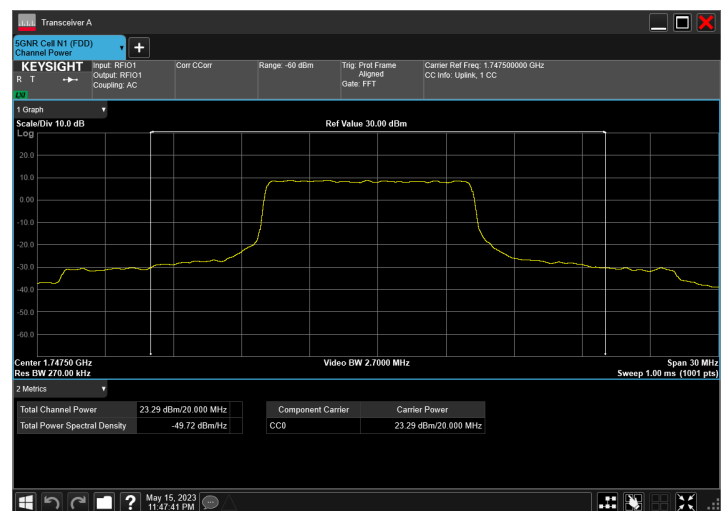 Transceiver A
5GNR Cell N1 (FDD)
Channel Power
KEYSIGHT
R T
LXI
Input: RFIO1
Output: RFIO1
Coupling: AC
Corr CCorr
Range: -60 dBm
Trig: Prot Frame
Aligned
Gate: FFT
Carrier Ref Freq: 1.747500000 GHz
CC Info: Uplink, 1 CC
1 Graph
Scale/Div 10.0 dB
Ref Value 30.00 dBm
Log
20.0
10.0
0.00
-10.0
-20.0
-30.0
-40.0
-50.0
-60.0
Center 1.74750 GHz
Video BW 2.7000 MHz
Span 30 MHz
Res BW 270.00 kHz
Sweep 1.00 ms (1001 pts)
2 Metrics
Total Channel Power 23.29 dBm/20.000 MHz
Total Power Spectral Density -49.72 dBm/Hz
Component Carrier Carrier Power
CC0 23.29 dBm/20.000 MHz
?
May 15, 2023
11:47:41 PM